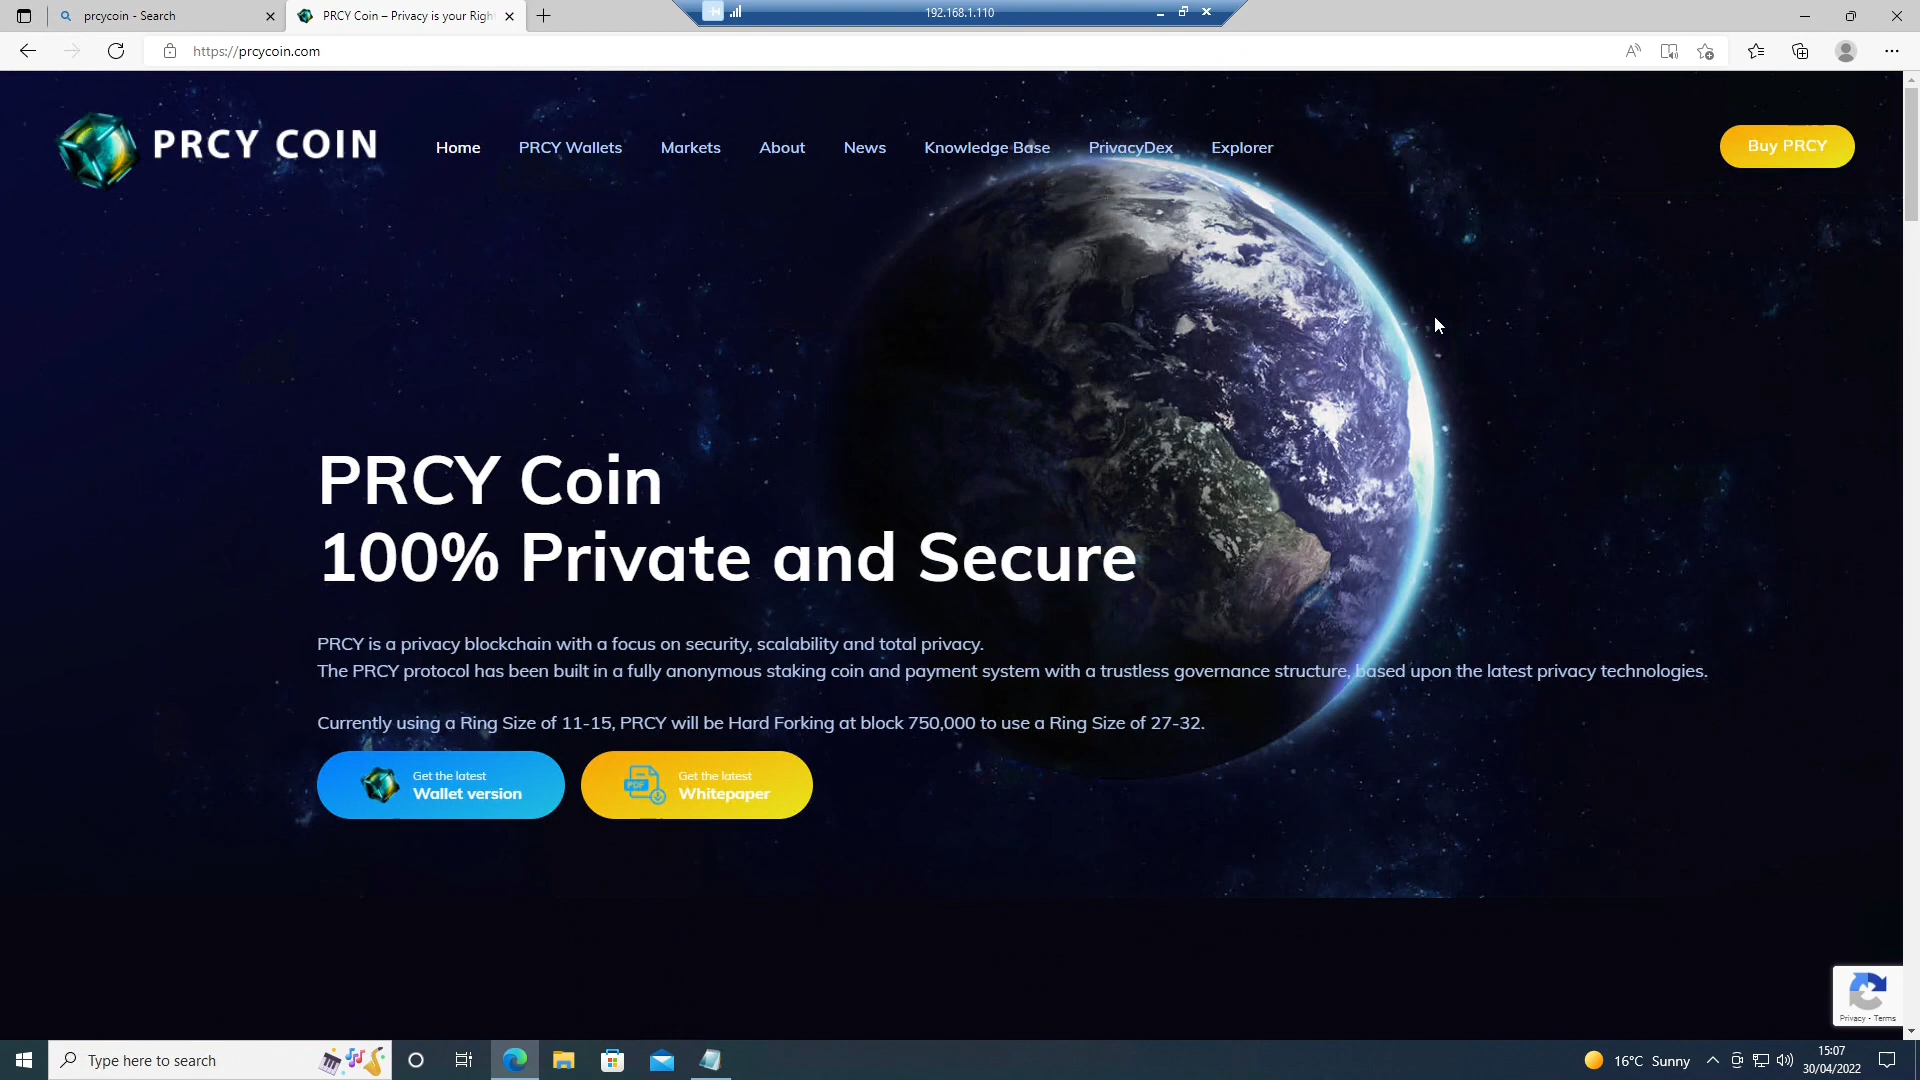 prcycoin - Search
PRCY Coin – Privacy is your Right
192.168.1.110
https://prcycoin.com
PRCY COIN
Home
PRCY Wallets
Markets
About
News
Knowledge Base
PrivacyDex
Explorer
Buy PRCY
PRCY Coin
100% Private and Secure
PRCY is a privacy blockchain with a focus on security, scalability and total privacy.
The PRCY protocol has been built in a fully anonymous staking coin and payment system with a trustless governance structure, based upon the latest privacy technologies.
Currently using a Ring Size of 11-15, PRCY will be Hard Forking at block 750,000 to use a Ring Size of 27-32.
Get the latest
Wallet version
PDF
Get the latest
Whitepaper
Privacy - Terms
Type here to search
16°C Sunny
15:07
30/04/2022